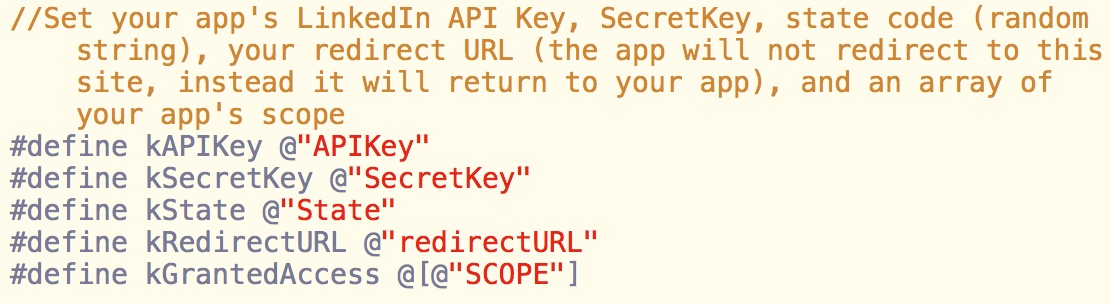 //Set your app's LinkedIn API Key, SecretKey, state code (random
string), your redirect URL (the app will not redirect to this
site, instead it will return to your app), and an array of
your app's scope
#define kAPIKey @"APIKey"
#define kSecretKey @"SecretKey"
#define kState @"State"
#define kRedirectURL @"redirectURL"
#define kGrantedAccess @[@"SCOPE"]